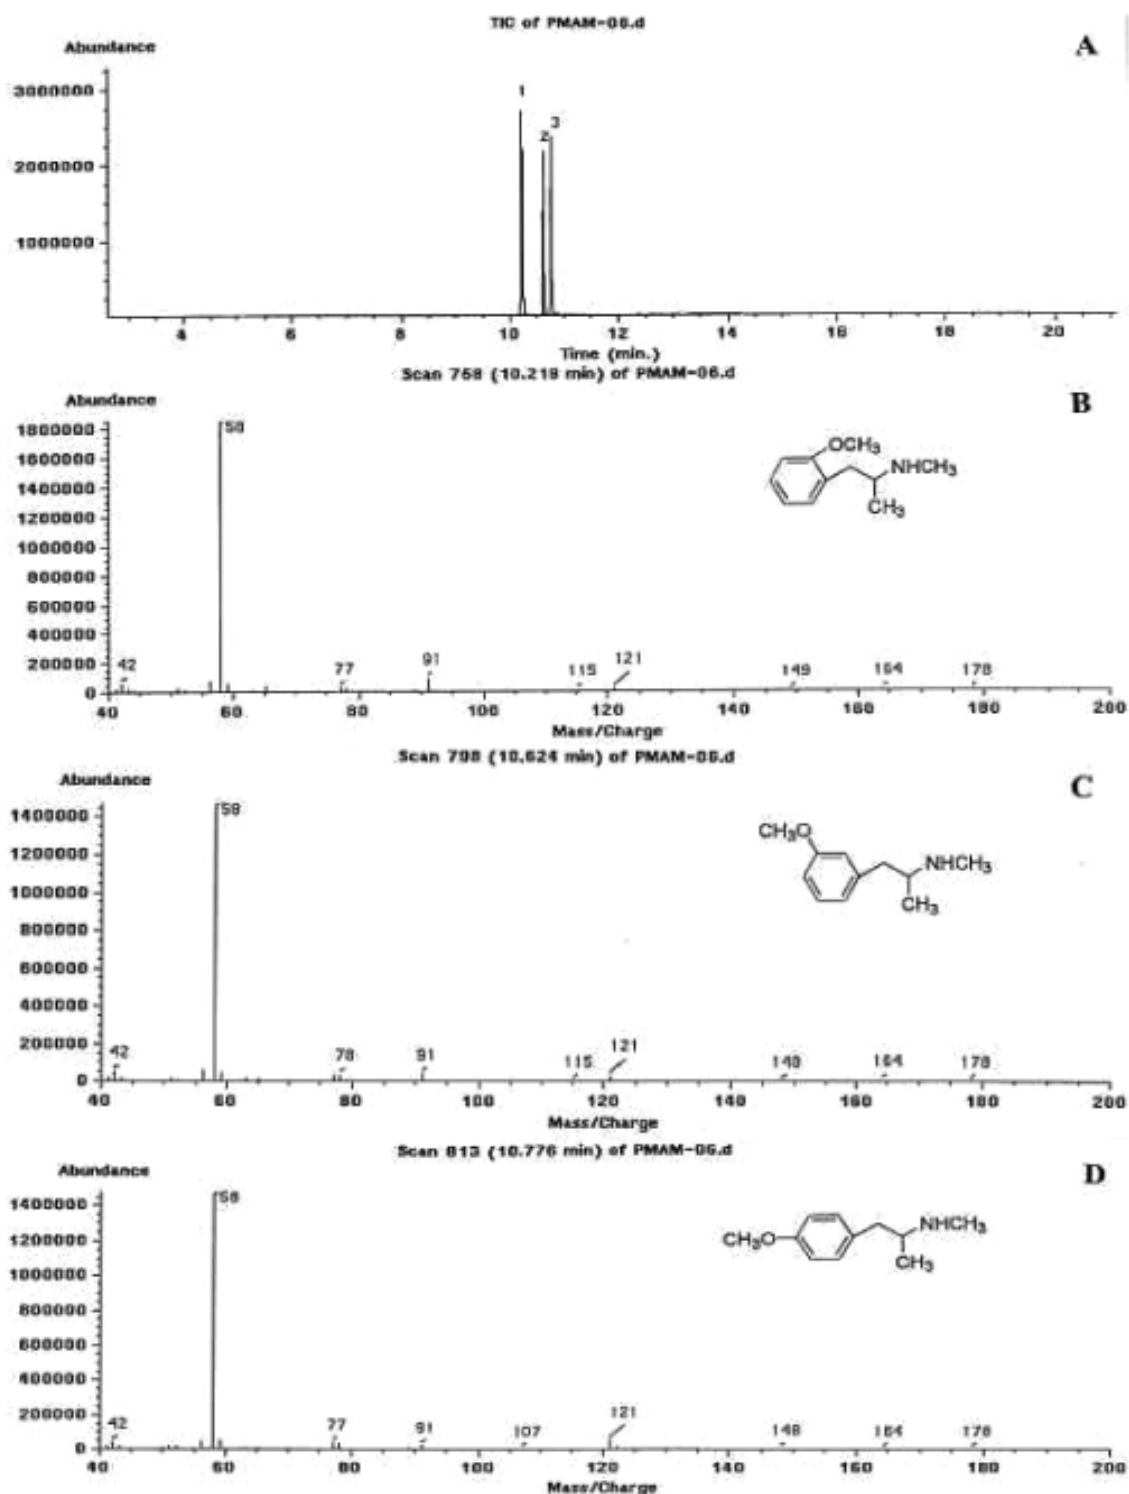 TIC of PMAM-06.d
Abundance
A
3000000
2000000
1000000
1
2
3
4 6 8 10 12 14 16 18 20
Time (min.)
Scan 758 (10.219 min) of PMAM-06.d
Abundance
B
1800000
1600000
1400000
1200000
1000000
800000
600000
400000
200000
0
58
OCH3
NHCH3
CH3
42 77 91 115 121 149 164 178
40 60 80 100 120 140 160 180 200
Mass/Charge
Scan 798 (10.624 min) of PMAM-06.d
Abundance
C
1400000
1200000
1000000
800000
600000
400000
200000
0
58
CH3O
NHCH3
CH3
42 78 91 115 121 148 164 178
40 60 80 100 120 140 160 180 200
Mass/Charge
Scan 813 (10.776 min) of PMAM-06.d
Abundance
D
1400000
1200000
1000000
800000
600000
400000
200000
0
58
CH3O
NHCH3
CH3
42 77 91 107 121 148 164 178
40 60 80 100 120 140 160 180 200
Mass/Charge